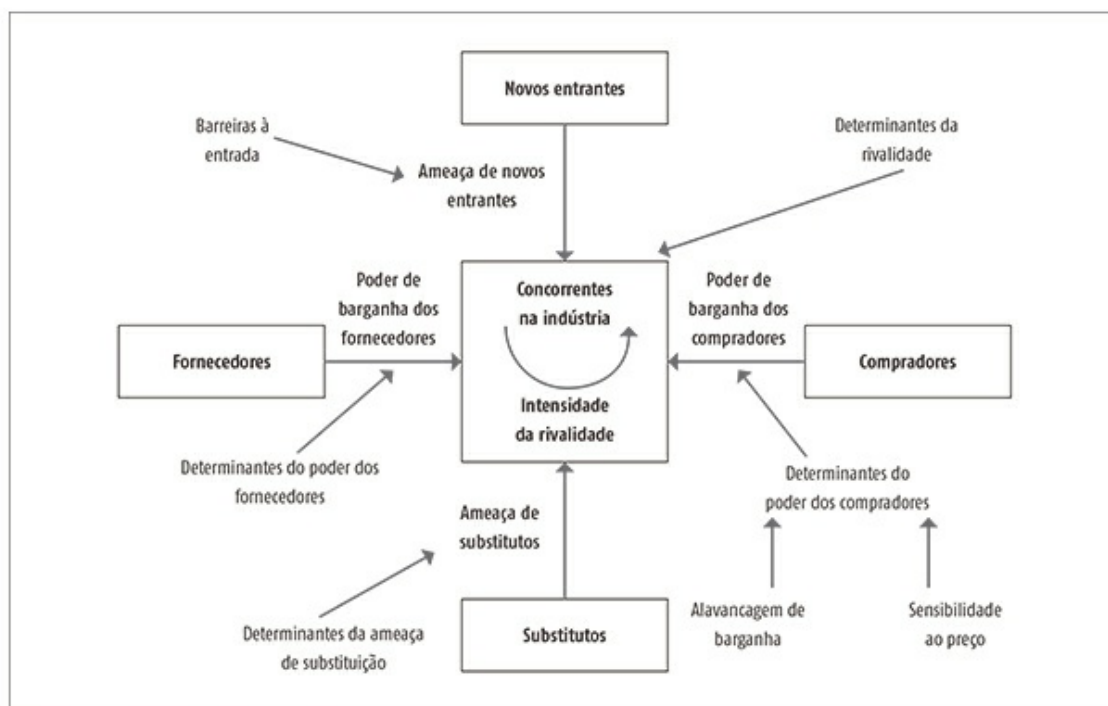 Novos entrantes
Barreiras à
entrada
Determinantes da
rivalidade
Ameaça de novos
entrantes
Poder de
barganha dos
fornecedores
Concorrentes
na indústria
Poder de
barganha dos
compradores
Fornecedores
Compradores
Intensidade
da rivalidade
Determinantes do poder dos
fornecedores
Determinantes do
poder dos compradores
Ameaça de
substitutos
Alavancagem de
barganha
Sensibilidade
ao preço
Determinantes da ameaça
de substituição
Substitutos